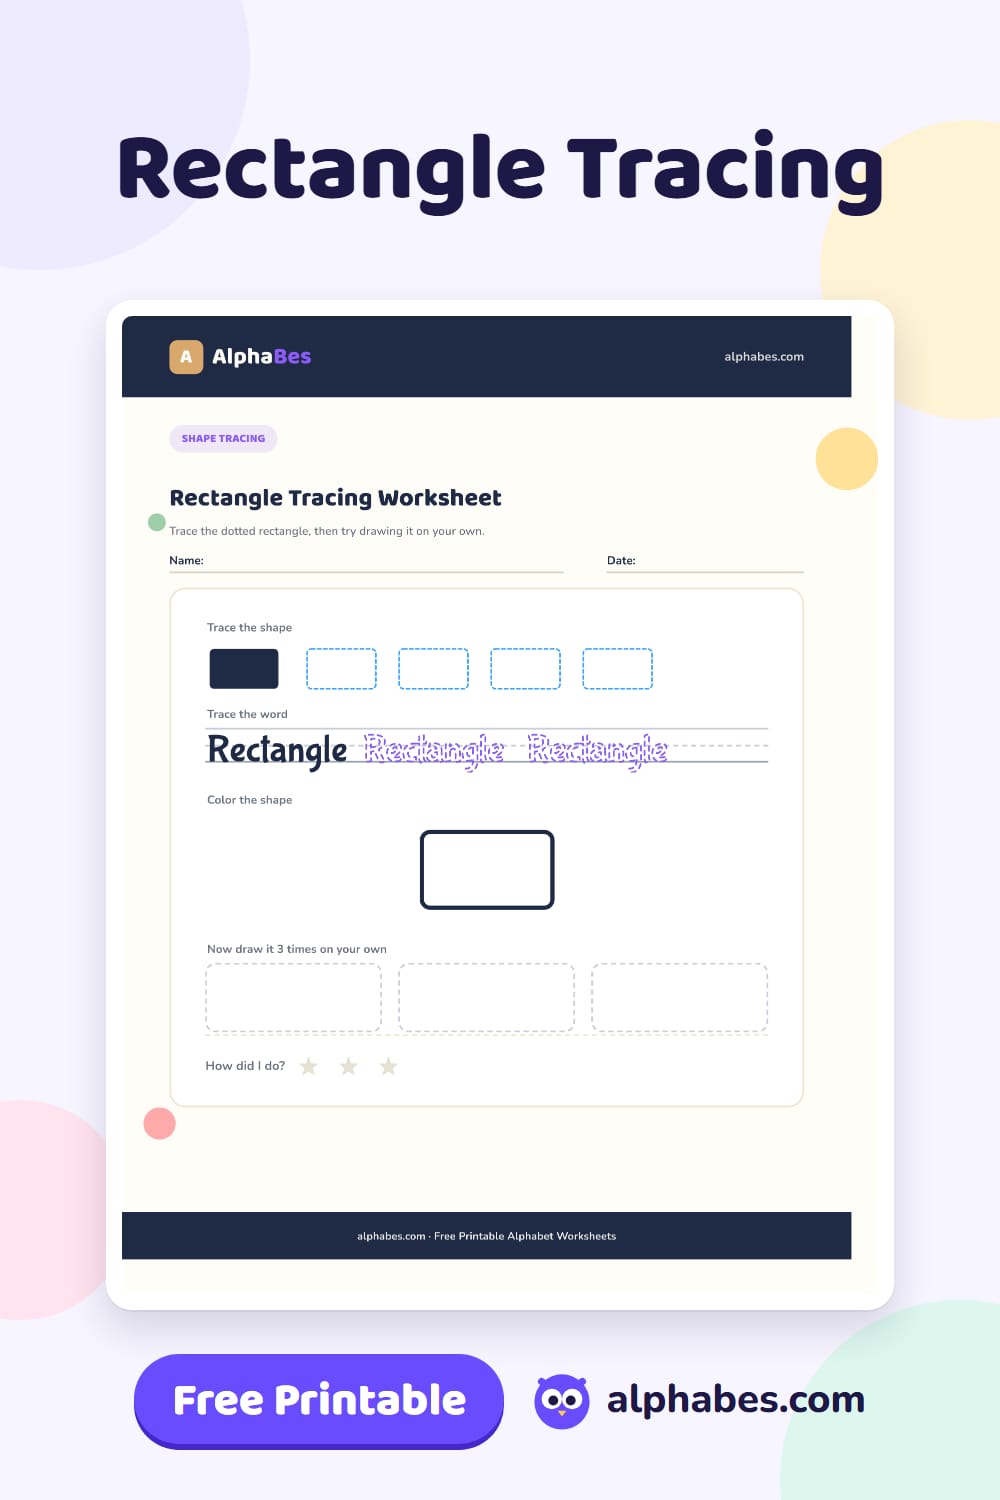 Rectangle Tracing
A AlphaBes
alphabes.com
SHAPE TRACING
Rectangle Tracing Worksheet
Trace the dotted rectangle, then try drawing it on your own.
Name: Date:
Trace the shape
Trace the word
Rectangle Rectangle Rectangle
Color the shape
Now draw it 3 times on your own
How did I do?
alphabes.com · Free Printable Alphabet Worksheets
Free Printable
alphabes.com